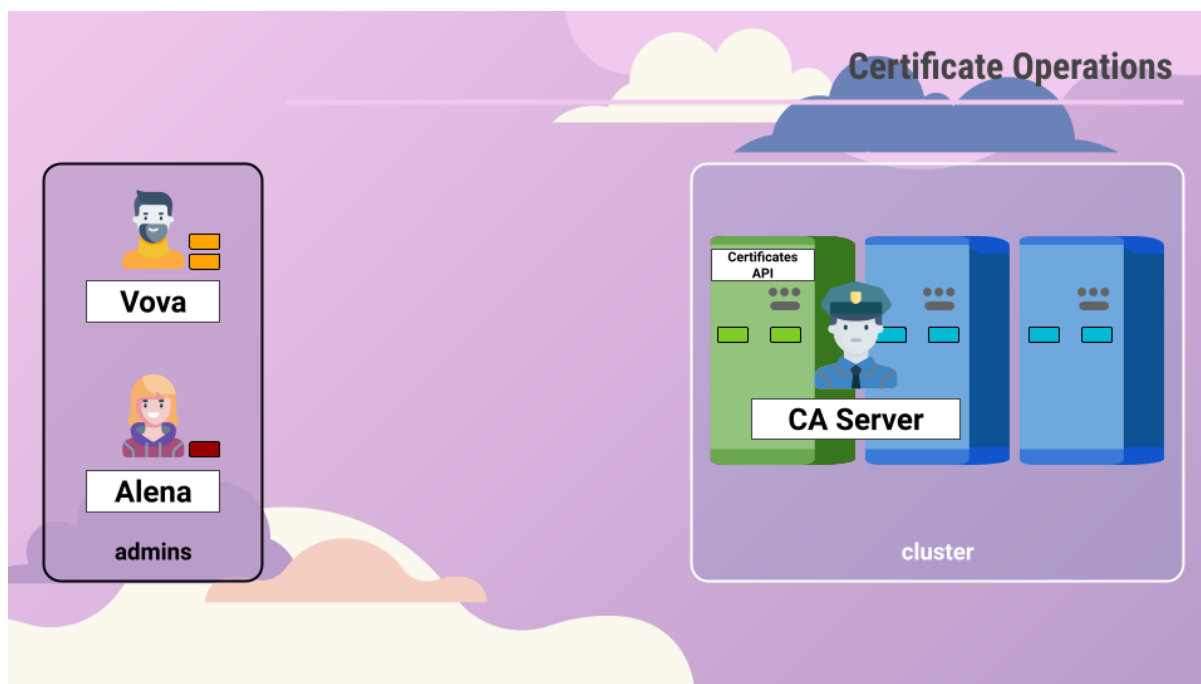 Certificate Operations
Vova
Alena
admins
Certificates
API
CA Server
cluster